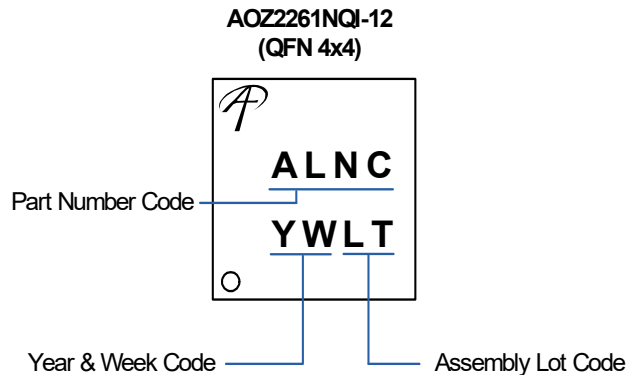 AOZ2261NQI-12
(QFN 4x4)
ALNC
Part Number Code
YWLT
Year & Week Code
Assembly Lot Code